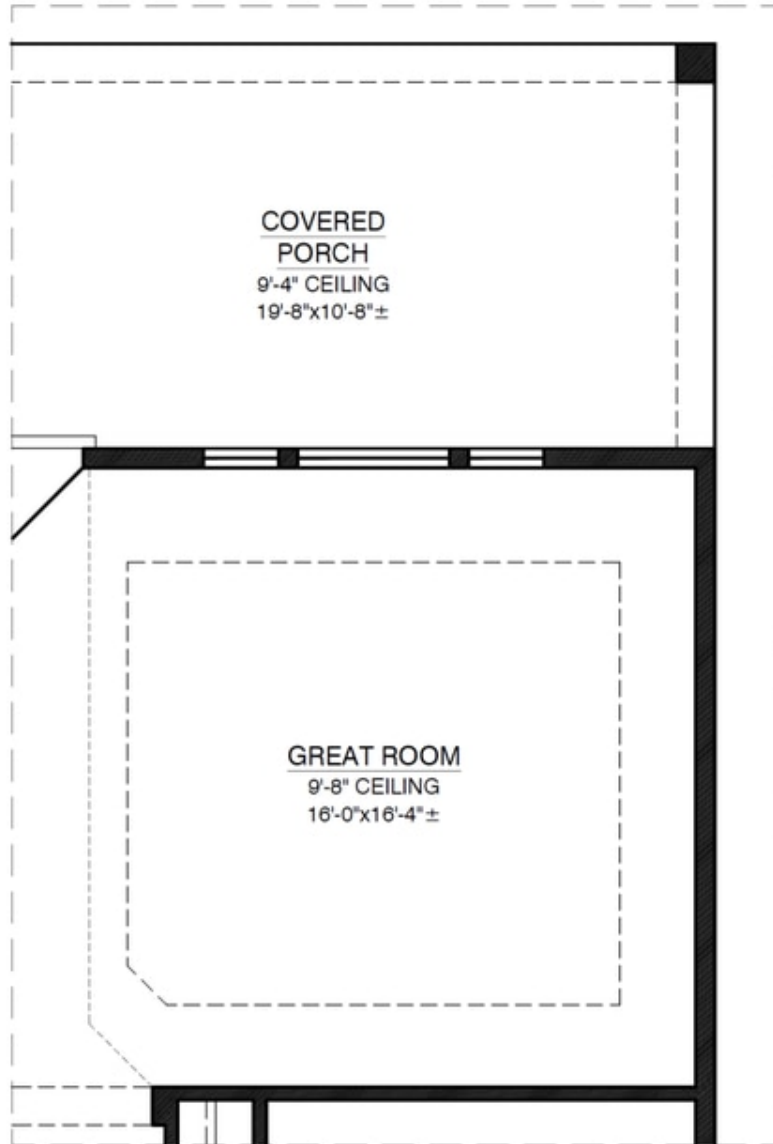 COVERED
PORCH
9'-4" CEILING
19'-8"x10'-8"±
GREAT ROOM
9'-8" CEILING
16'-0"x16'-4"±